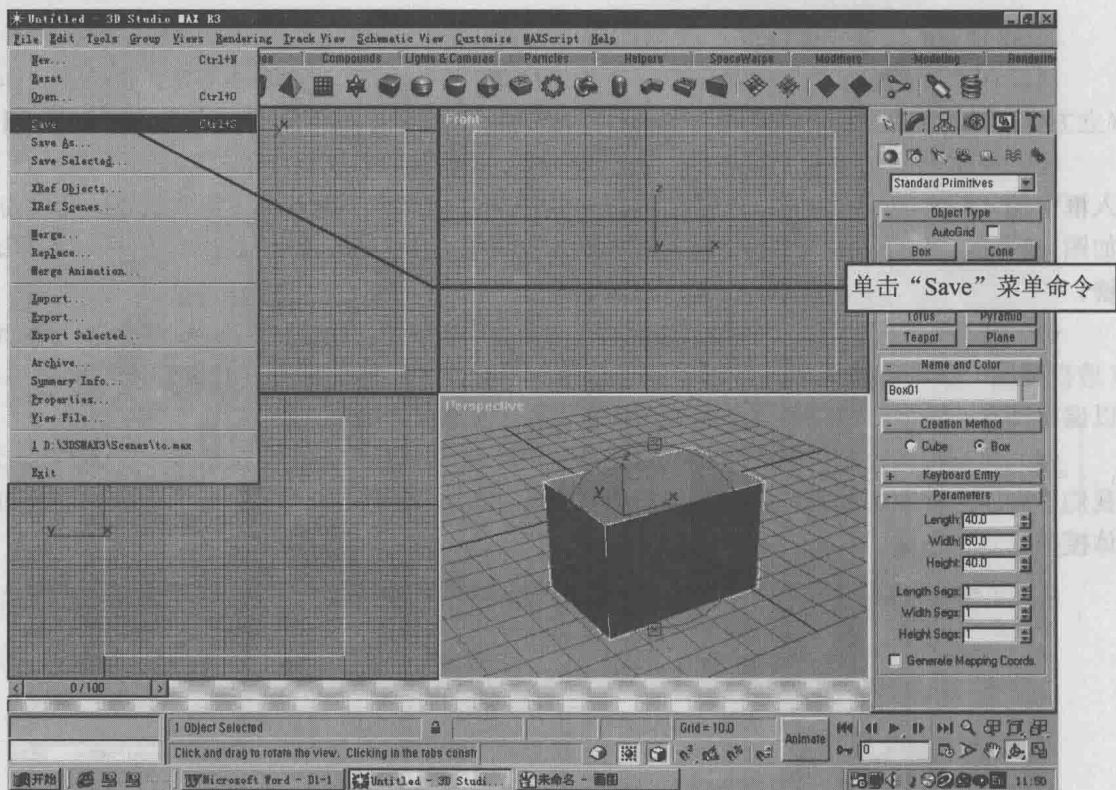 Untitled - 3D Studio MAX R3
File Edit Tools Group Views Rendering Track View Schematic View Customize MAXScript Help
Compounds Lights & Cameras Particles Helpers SpaceWarps Modifiers Modeling Rendering
New... Ctrl+N
Reset
Open... Ctrl+O
Save Ctrl+S
Save As...
Save Selected...
XRef Objects...
XRef Scenes...
Merge...
Replace...
Merge Animation...
Import...
Export...
Export Selected...
Archive...
Summary Info...
Properties...
View File...
1 D:\3DSMAX3\Scenes\to.max
Exit
Front
z
y x
x
y x
Perspective
z
y x
Standard Primitives
Object Type
AutoGrid
Box Cone
单击“Save”菜单命令
Torus Pyramid
Teapot Plane
Name and Color
Box01
Creation Method
Cube Box
Keyboard Entry
Parameters
Length: 40.0
Width: 60.0
Height: 40.0
Length Segs: 1
Width Segs: 1
Height Segs: 1
Generate Mapping Coords.
0 / 100
1 Object Selected
Grid = 10.0
Animate
0
Click and drag to rotate the view. Clicking in the tabs constr
开始 Microsoft Word - D1-1 Untitled - 3D Studi... 未命名 - 画图 11:50